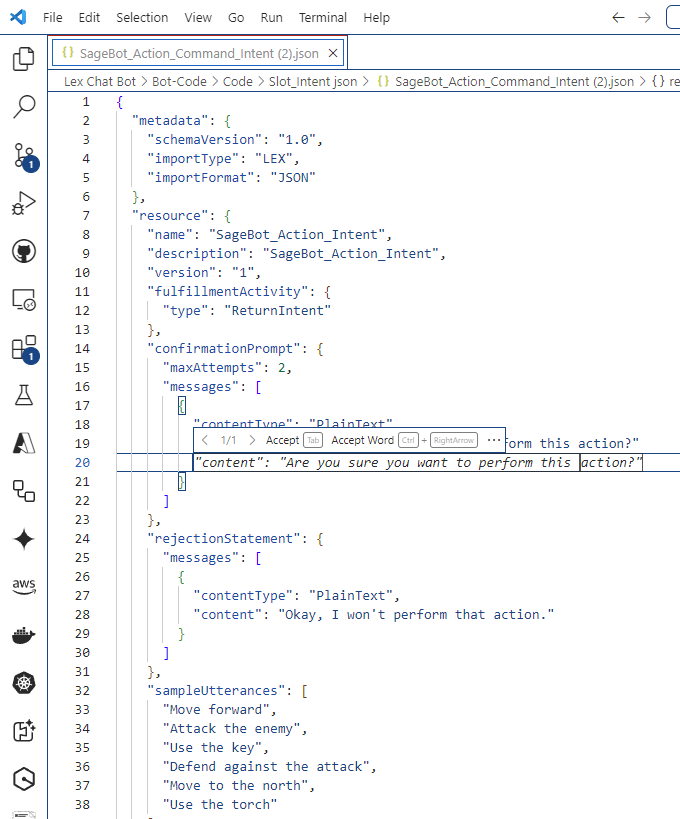 File Edit Selection View Go Run Terminal Help
{} SageBot_Action_Command_Intent (2).json
Lex Chat Bot > Bot-Code > Code > Slot_Intent json > {} SageBot_Action_Command_Intent (2).json > {} re
1 {
2 "metadata": {
1
3 "schemaVersion": "1.0",
4 "importType": "LEX",
5 "importFormat": "JSON"
6 },
7 "resource": {
8 "name": "SageBot_Action_Intent",
9 "description": "SageBot_Action_Intent",
10 "version": "1",
11 "fulfillmentActivity": {
12 "type": "ReturnIntent"
13 },
14 "confirmationPrompt": {
1
15 "maxAttempts": 2,
16 "messages": [
17 {
18 "contentType": "PlainText"
< 1/1 > Accept Tab Accept Word Ctrl + RightArrow ...
19 form this action?"
20 "content": "Are you sure you want to perform this action?"
21 }
22 ]
23 },
24 "rejectionStatement": {
25 "messages": [
26 {
aws
27 "contentType": "PlainText",
28 "content": "Okay, I won't perform that action."
29 }
30 ]
31 },
32 "sampleUtterances": [
33 "Move forward",
34 "Attack the enemy",
35 "Use the key",
36 "Defend against the attack",
37 "Move to the north",
38 "Use the torch"